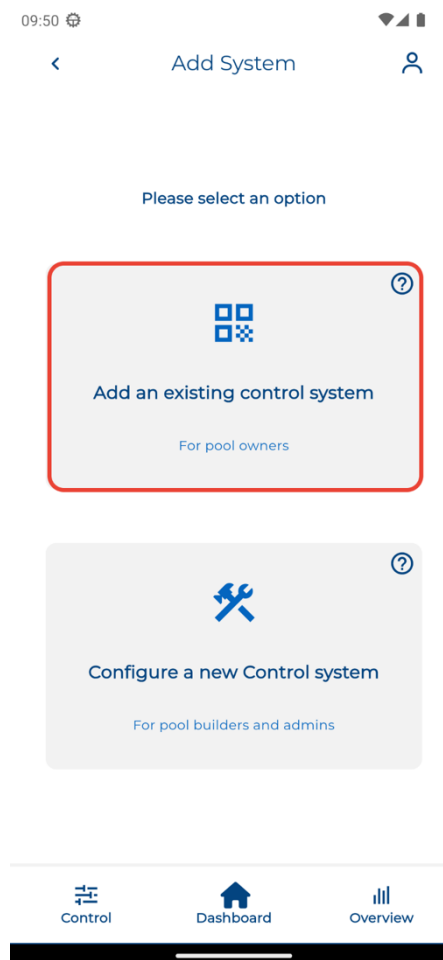 09:50
Add System
Please select an option
Add an existing control system
For pool owners
Configure a new Control system
For pool builders and admins
Control
Dashboard
Overview